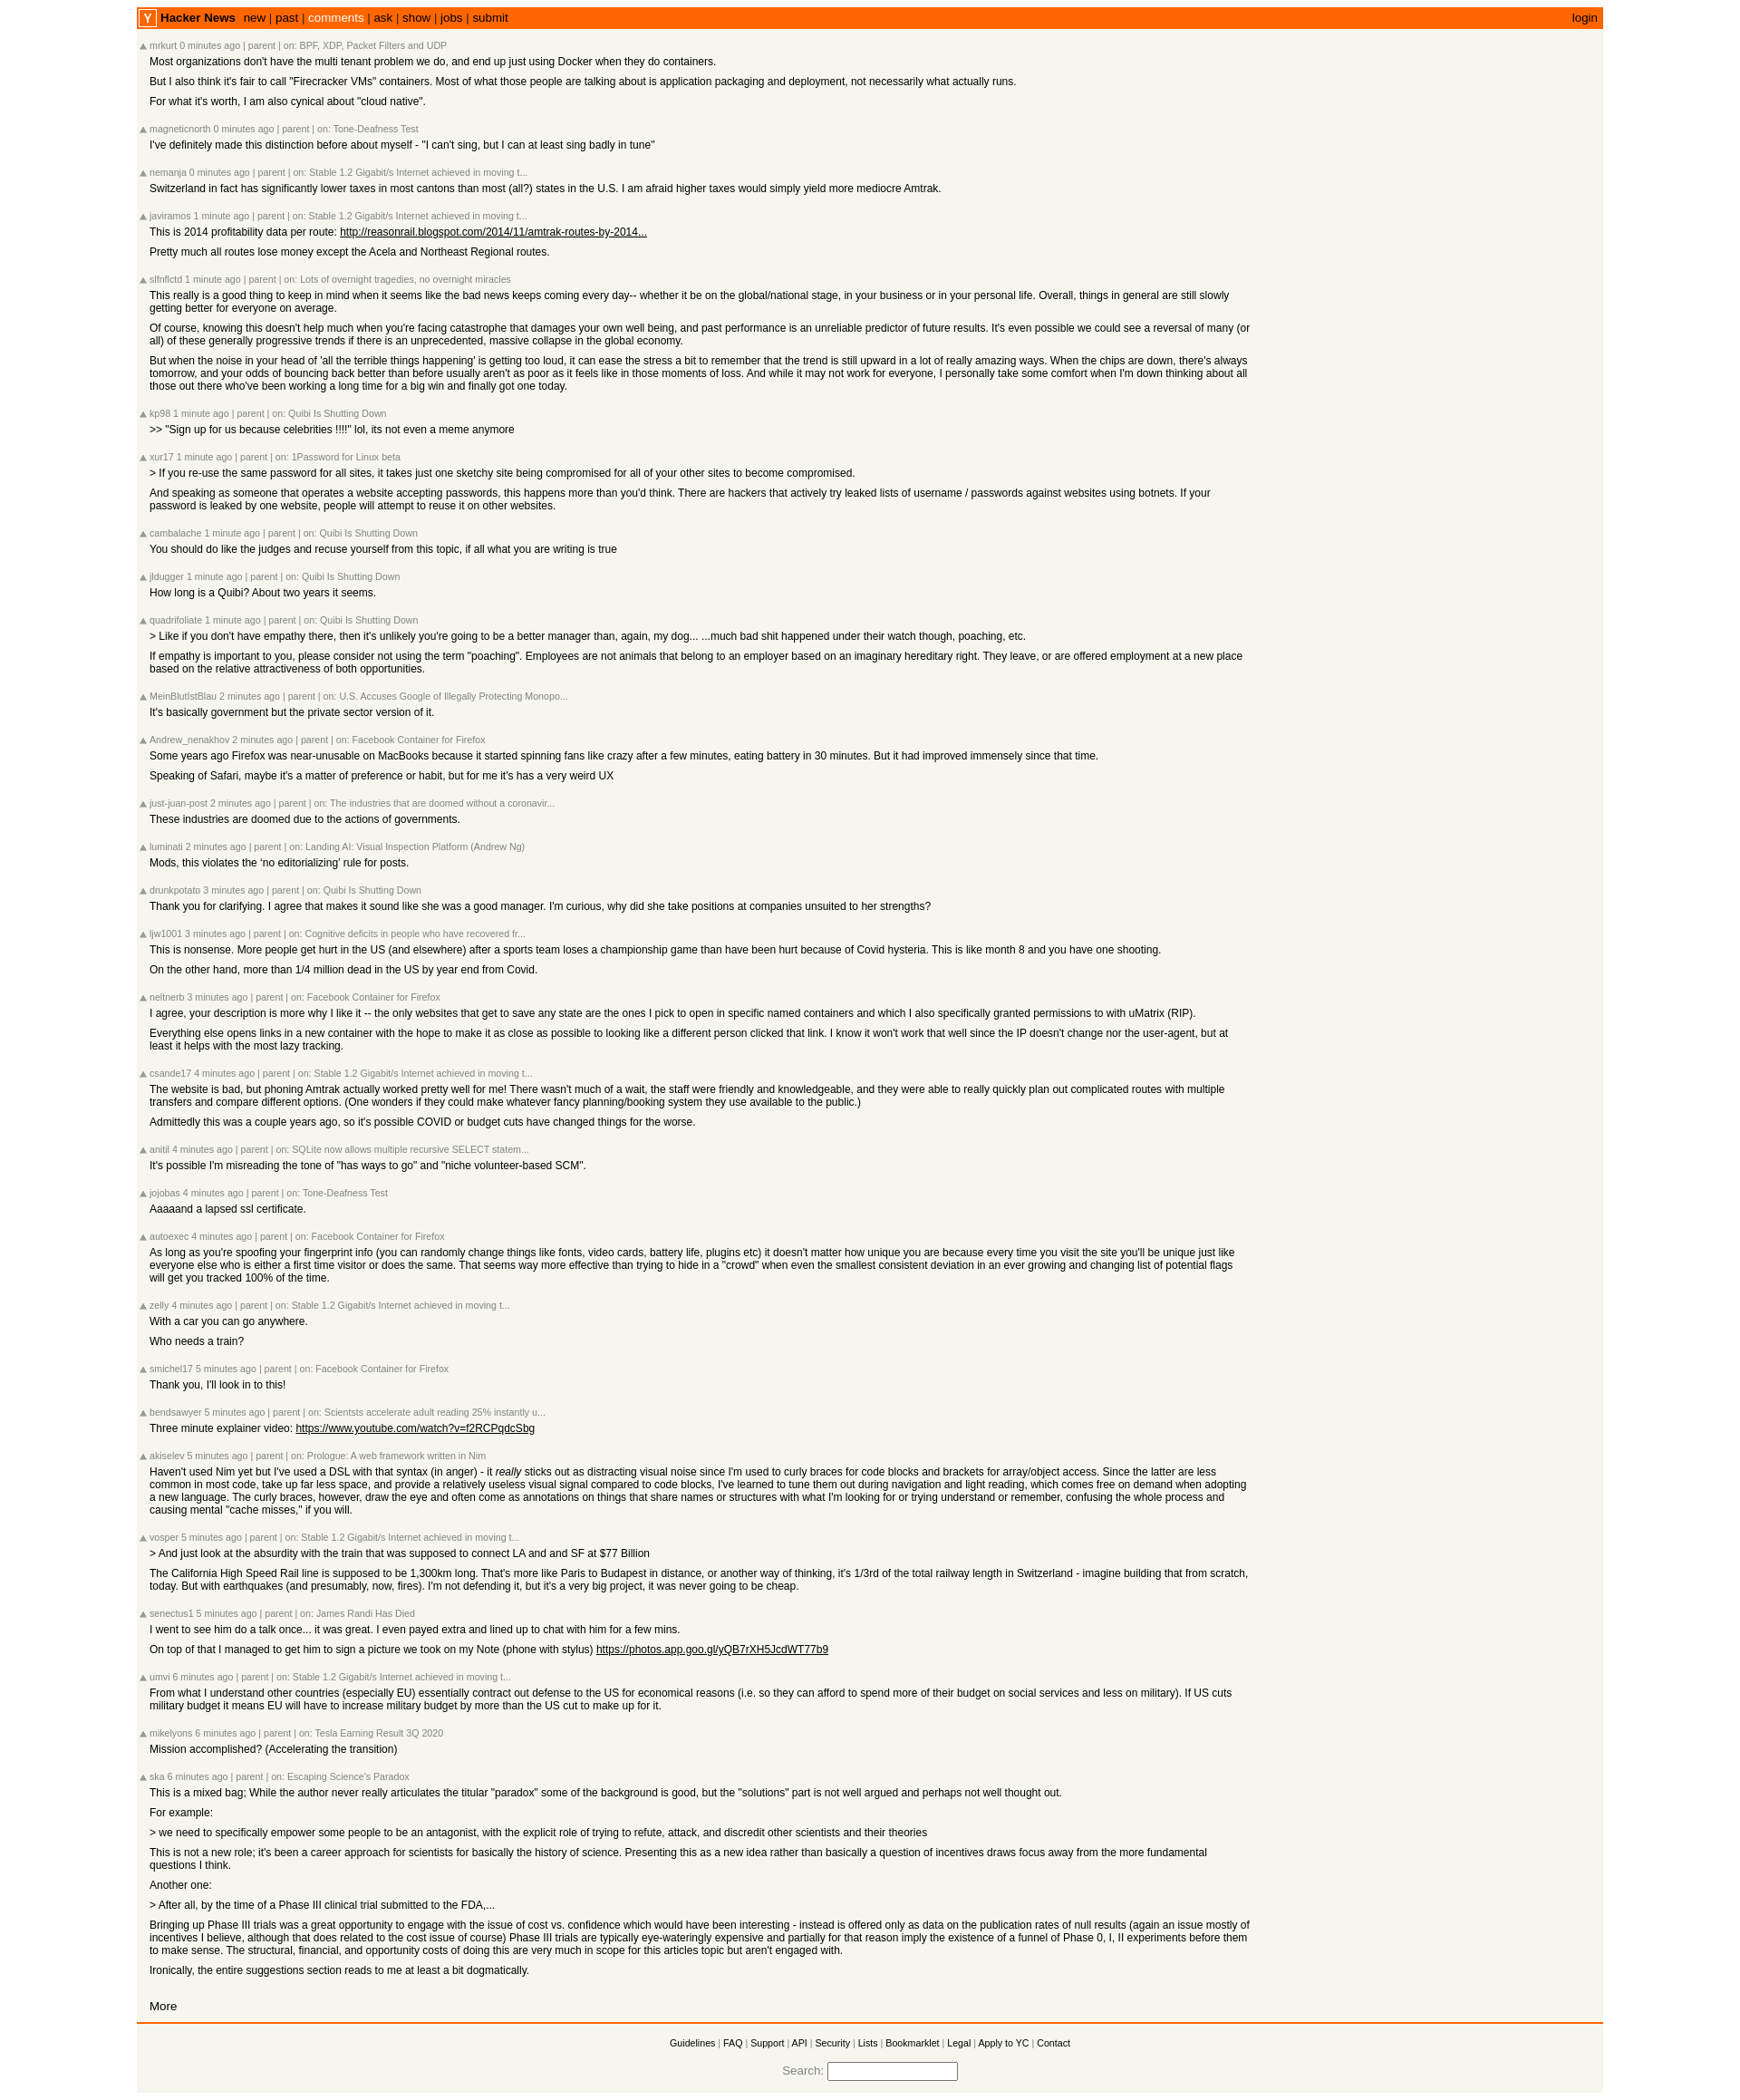 Y Hacker News new | past | comments | ask | show | jobs | submit login
mrkurt 0 minutes ago | parent | on: BPF, XDP, Packet Filters and UDP
Most organizations don't have the multi tenant problem we do, and end up just using Docker when they do containers.
But I also think it's fair to call "Firecracker VMs" containers. Most of what those people are talking about is application packaging and deployment, not necessarily what actually runs.
For what it's worth, I am also cynical about "cloud native".
magneticnorth 0 minutes ago | parent | on: Tone-Deafness Test
I've definitely made this distinction before about myself - "I can't sing, but I can at least sing badly in tune"
nemanja 0 minutes ago | parent | on: Stable 1.2 Gigabit/s Internet achieved in moving t...
Switzerland in fact has significantly lower taxes in most cantons than most (all?) states in the U.S. I am afraid higher taxes would simply yield more mediocre Amtrak.
javiramos 1 minute ago | parent | on: Stable 1.2 Gigabit/s Internet achieved in moving t...
This is 2014 profitability data per route: http://reasonrail.blogspot.com/2014/11/amtrak-routes-by-2014...
Pretty much all routes lose money except the Acela and Northeast Regional routes.
slfnflctd 1 minute ago | parent | on: Lots of overnight tragedies, no overnight miracles
This really is a good thing to keep in mind when it seems like the bad news keeps coming every day-- whether it be on the global/national stage, in your business or in your personal life. Overall, things in general are still slowly
getting better for everyone on average.
Of course, knowing this doesn't help much when you're facing catastrophe that damages your own well being, and past performance is an unreliable predictor of future results. It's even possible we could see a reversal of many (or
all) of these generally progressive trends if there is an unprecedented, massive collapse in the global economy.
But when the noise in your head of 'all the terrible things happening' is getting too loud, it can ease the stress a bit to remember that the trend is still upward in a lot of really amazing ways. When the chips are down, there's always
tomorrow, and your odds of bouncing back better than before usually aren't as poor as it feels like in those moments of loss. And while it may not work for everyone, I personally take some comfort when I'm down thinking about all
those out there who've been working a long time for a big win and finally got one today.
kp98 1 minute ago | parent | on: Quibi Is Shutting Down
>> "Sign up for us because celebrities !!!!" lol, its not even a meme anymore
xur17 1 minute ago | parent | on: 1Password for Linux beta
> If you re-use the same password for all sites, it takes just one sketchy site being compromised for all of your other sites to become compromised.
And speaking as someone that operates a website accepting passwords, this happens more than you'd think. There are hackers that actively try leaked lists of username / passwords against websites using botnets. If your
password is leaked by one website, people will attempt to reuse it on other websites.
cambalache 1 minute ago | parent | on: Quibi Is Shutting Down
You should do like the judges and recuse yourself from this topic, if all what you are writing is true
jldugger 1 minute ago | parent | on: Quibi Is Shutting Down
How long is a Quibi? About two years it seems.
quadrifoliate 1 minute ago | parent | on: Quibi Is Shutting Down
> Like if you don't have empathy there, then it's unlikely you're going to be a better manager than, again, my dog... ...much bad shit happened under their watch though, poaching, etc.
If empathy is important to you, please consider not using the term "poaching". Employees are not animals that belong to an employer based on an imaginary hereditary right. They leave, or are offered employment at a new place
based on the relative attractiveness of both opportunities.
MeinBlutIstBlau 2 minutes ago | parent | on: U.S. Accuses Google of Illegally Protecting Monopo...
It's basically government but the private sector version of it.
Andrew_nenakhov 2 minutes ago | parent | on: Facebook Container for Firefox
Some years ago Firefox was near-unusable on MacBooks because it started spinning fans like crazy after a few minutes, eating battery in 30 minutes. But it had improved immensely since that time.
Speaking of Safari, maybe it's a matter of preference or habit, but for me it's has a very weird UX
just-juan-post 2 minutes ago | parent | on: The industries that are doomed without a coronavir...
These industries are doomed due to the actions of governments.
luminati 2 minutes ago | parent | on: Landing AI: Visual Inspection Platform (Andrew Ng)
Mods, this violates the ‘no editorializing' rule for posts.
drunkpotato 3 minutes ago | parent | on: Quibi Is Shutting Down
Thank you for clarifying. I agree that makes it sound like she was a good manager. I'm curious, why did she take positions at companies unsuited to her strengths?
ljw1001 3 minutes ago | parent | on: Cognitive deficits in people who have recovered fr...
This is nonsense. More people get hurt in the US (and elsewhere) after a sports team loses a championship game than have been hurt because of Covid hysteria. This is like month 8 and you have one shooting.
On the other hand, more than 1/4 million dead in the US by year end from Covid.
neltnerb 3 minutes ago | parent | on: Facebook Container for Firefox
I agree, your description is more why I like it -- the only websites that get to save any state are the ones I pick to open in specific named containers and which I also specifically granted permissions to with uMatrix (RIP).
Everything else opens links in a new container with the hope to make it as close as possible to looking like a different person clicked that link. I know it won't work that well since the IP doesn't change nor the user-agent, but at
least it helps with the most lazy tracking.
csande17 4 minutes ago | parent | on: Stable 1.2 Gigabit/s Internet achieved in moving t...
The website is bad, but phoning Amtrak actually worked pretty well for me! There wasn't much of a wait, the staff were friendly and knowledgeable, and they were able to really quickly plan out complicated routes with multiple
transfers and compare different options. (One wonders if they could make whatever fancy planning/booking system they use available to the public.)
Admittedly this was a couple years ago, so it's possible COVID or budget cuts have changed things for the worse.
anitil 4 minutes ago | parent | on: SQLite now allows multiple recursive SELECT statem...
It's possible I'm misreading the tone of "has ways to go" and "niche volunteer-based SCM".
jojobas 4 minutes ago | parent | on: Tone-Deafness Test
Aaaaand a lapsed ssl certificate.
autoexec 4 minutes ago | parent | on: Facebook Container for Firefox
As long as you're spoofing your fingerprint info (you can randomly change things like fonts, video cards, battery life, plugins etc) it doesn't matter how unique you are because every time you visit the site you'll be unique just like
everyone else who is either a first time visitor or does the same. That seems way more effective than trying to hide in a "crowd" when even the smallest consistent deviation in an ever growing and changing list of potential flags
will get you tracked 100% of the time.
zelly 4 minutes ago | parent | on: Stable 1.2 Gigabit/s Internet achieved in moving t...
With a car you can go anywhere.
Who needs a train?
smichel17 5 minutes ago | parent | on: Facebook Container for Firefox
Thank you, I'll look in to this!
bendsawyer 5 minutes ago | parent | on: Scientsts accelerate adult reading 25% instantly u...
Three minute explainer video: https://www.youtube.com/watch?v=f2RCPqdcSbg
akiselev 5 minutes ago | parent | on: Prologue: A web framework written in Nim
Haven't used Nim yet but I've used a DSL with that syntax (in anger) - it really sticks out as distracting visual noise since I'm used to curly braces for code blocks and brackets for array/object access. Since the latter are less
common in most code, take up far less space, and provide a relatively useless visual signal compared to code blocks, I've learned to tune them out during navigation and light reading, which comes free on demand when adopting
a new language. The curly braces, however, draw the eye and often come as annotations on things that share names or structures with what I'm looking for or trying understand or remember, confusing the whole process and
causing mental "cache misses," if you will.
vosper 5 minutes ago | parent | on: Stable 1.2 Gigabit/s Internet achieved in moving t...
> And just look at the absurdity with the train that was supposed to connect LA and and SF at $77 Billion
The California High Speed Rail line is supposed to be 1,300km long. That's more like Paris to Budapest in distance, or another way of thinking, it's 1/3rd of the total railway length in Switzerland - imagine building that from scratch,
today. But with earthquakes (and presumably, now, fires). I'm not defending it, but it's a very big project, it was never going to be cheap.
senectus1 5 minutes ago | parent | on: James Randi Has Died
I went to see him do a talk once... it was great. I even payed extra and lined up to chat with him for a few mins.
On top of that I managed to get him to sign a picture we took on my Note (phone with stylus) https://photos.app.goo.gl/yQB7rXH5JcdWT77b9
umvi 6 minutes ago | parent | on: Stable 1.2 Gigabit/s Internet achieved in moving t...
From what I understand other countries (especially EU) essentially contract out defense to the US for economical reasons (i.e. so they can afford to spend more of their budget on social services and less on military). If US cuts
military budget it means EU will have to increase military budget by more than the US cut to make up for it.
mikelyons 6 minutes ago | parent | on: Tesla Earning Result 3Q 2020
Mission accomplished? (Accelerating the transition)
ska 6 minutes ago | parent | on: Escaping Science's Paradox
This is a mixed bag; While the author never really articulates the titular "paradox" some of the background is good, but the "solutions" part is not well argued and perhaps not well thought out.
For example:
> we need to specifically empower some people to be an antagonist, with the explicit role of trying to refute, attack, and discredit other scientists and their theories
This is not a new role; it's been a career approach for scientists for basically the history of science. Presenting this as a new idea rather than basically a question of incentives draws focus away from the more fundamental
questions I think.
Another one:
> After all, by the time of a Phase III clinical trial submitted to the FDA,...
Bringing up Phase III trials was a great opportunity to engage with the issue of cost vs. confidence which would have been interesting - instead is offered only as data on the publication rates of null results (again an issue mostly of
incentives I believe, although that does related to the cost issue of course) Phase III trials are typically eye-wateringly expensive and partially for that reason imply the existence of a funnel of Phase 0, I, II experiments before them
to make sense. The structural, financial, and opportunity costs of doing this are very much in scope for this articles topic but aren't engaged with.
Ironically, the entire suggestions section reads to me at least a bit dogmatically.
More
Guidelines | FAQ | Support | API | Security | Lists | Bookmarklet | Legal | Apply to YC | Contact
Search: